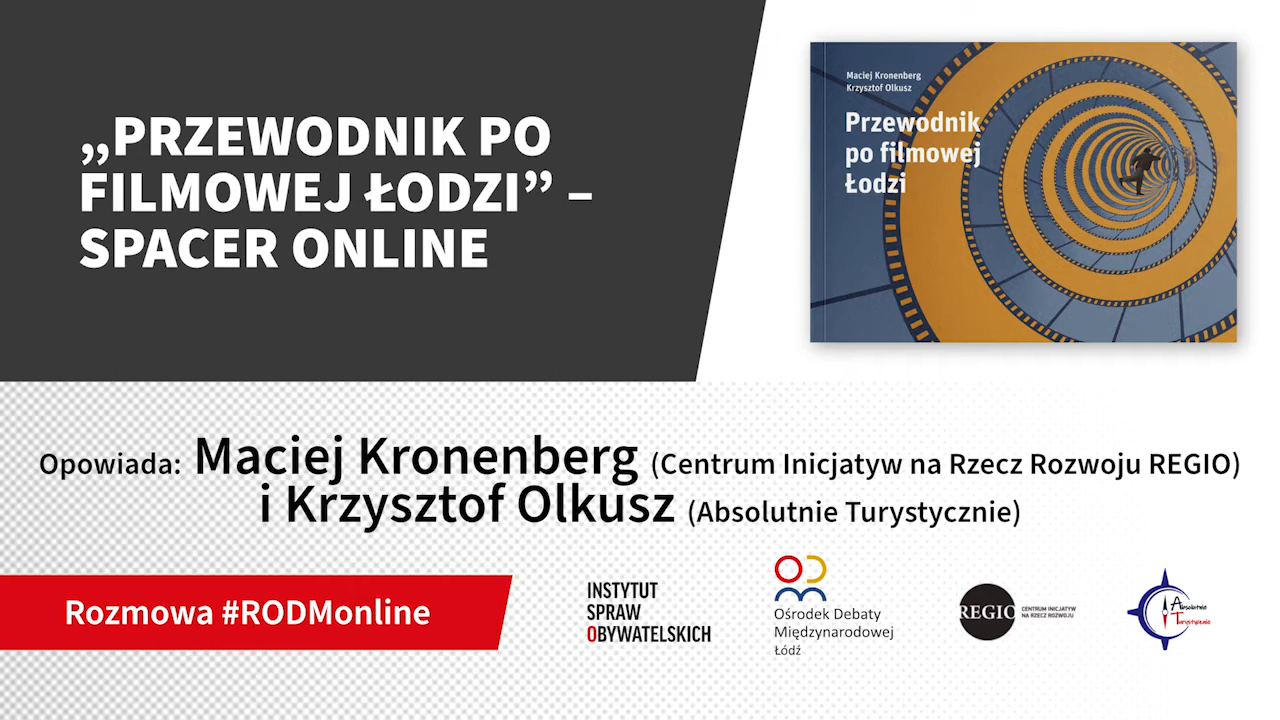 „PRZEWODNIK PO
FILMOWEJ ŁODZI” –
SPACER ONLINE
Maciej Kronenberg
Krzysztof Olkusz
Przewodnik
po filmowej
Łodzi
Opowiada: Maciej Kronenberg (Centrum Inicjatyw na Rzecz Rozwoju REGIO)
i Krzysztof Olkusz (Absolutnie Turystycznie)
Rozmowa #RODMonline
INSTYTUT
SPRAW
OBYWATELSKICH
Ośrodek Debaty
Międzynarodowej
Łódź
REGIO
CENTRUM INICJATYW
NA RZECZ ROZWOJU
Absolutnie
Turystycznie